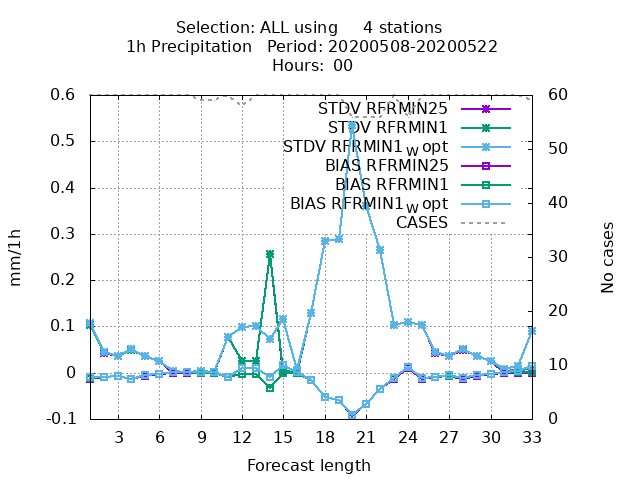 Selection: ALL using 4 stations
1h Precipitation Period: 20200508-20200522
Hours: 00
STDV RFRMIN25
STDV RFRMIN1
STDV RFRMIN1_w opt
BIAS RFRMIN25
BIAS RFRMIN1
BIAS RFRMIN1_w opt
CASES
mm/1h
0.6
0.5
0.4
0.3
0.2
0.1
0
-0.1
60
50
40
30
20
10
0
No cases
3 6 9 12 15 18 21 24 27 30 33
Forecast length